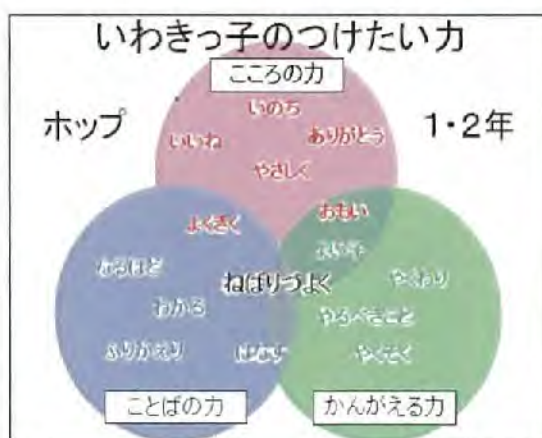 いわきっ子のつけたい力
こころの力
ホップ
1・2年
いのち
いいね
ありがとう
やさしく
よくきく
おもい
なるほど
ねばりづよく
やくわり
わかる
やるべきこと
ふりかえり
はなす
やくそく
ことばの力
かんがえる力